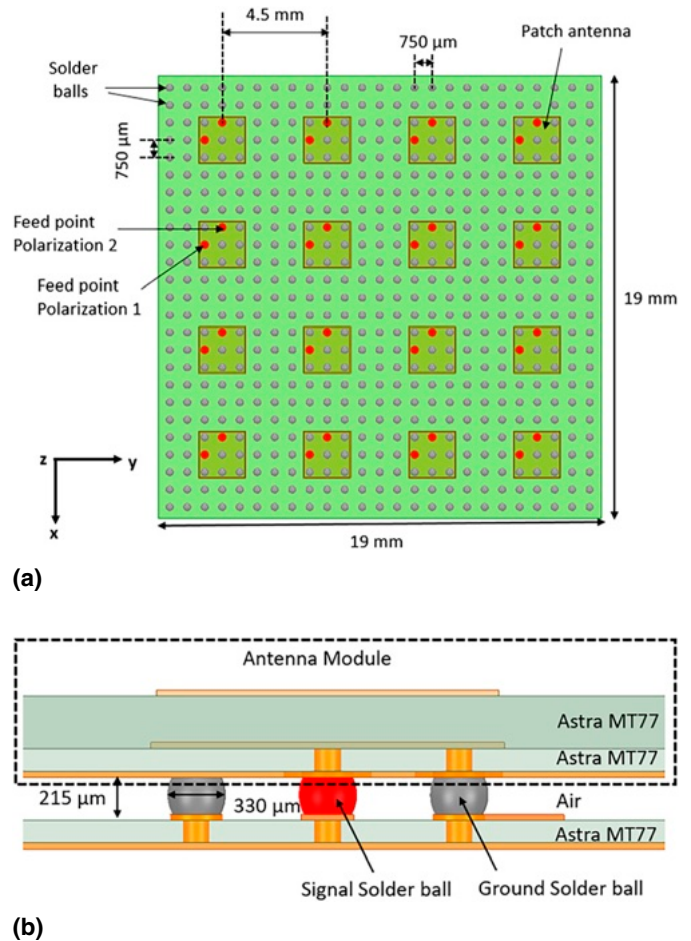 4.5 mm
750 µm
Patch antenna
Solder
balls
750 µm
Feed point
Polarization 2
Feed point
Polarization 1
19 mm
z
y
x
19 mm
(a)
Antenna Module
Astra MT77
Astra MT77
215 µm
330 µm
Air
Astra MT77
Signal Solder ball
Ground Solder ball
(b)